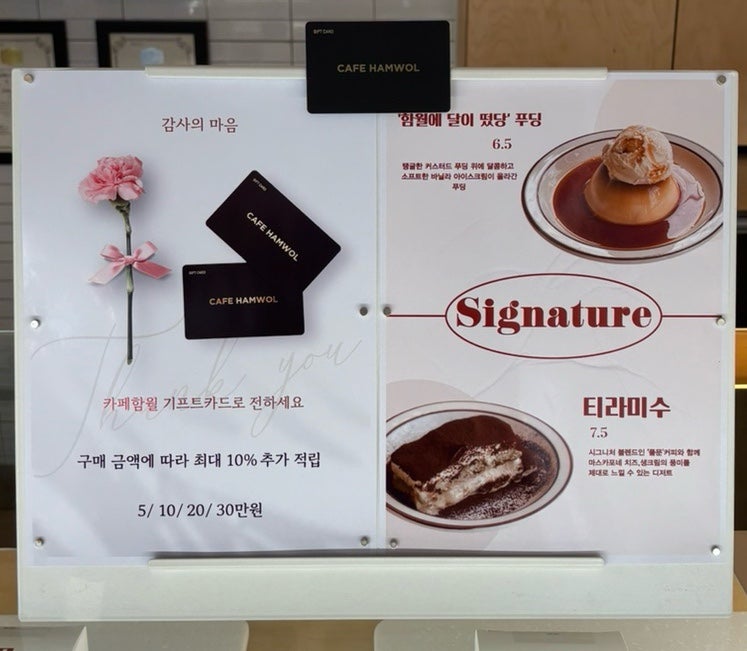 GIFT CARD
CAFE HAMWOL
감사의 마음
GIFT CARD
CAFE HAMWOL
GIFT CARD
CAFE HAMWOL
Thank you
카페함월 기프트카드로 전하세요
구매 금액에 따라 최대 10% 추가 적립
5/ 10/ 20/ 30만원
'함월에 달이 떴당' 푸딩
6.5
탱글한 커스터드 푸딩 위에 달콤하고
소프트한 바닐라 아이스크림이 올라간
푸딩
Signature
티라미수
7.5
시그니처 블렌드인 '풀문'커피와 함께
마스카포네 치즈,생크림의 풍미를
제대로 느낄 수 있는 디저트